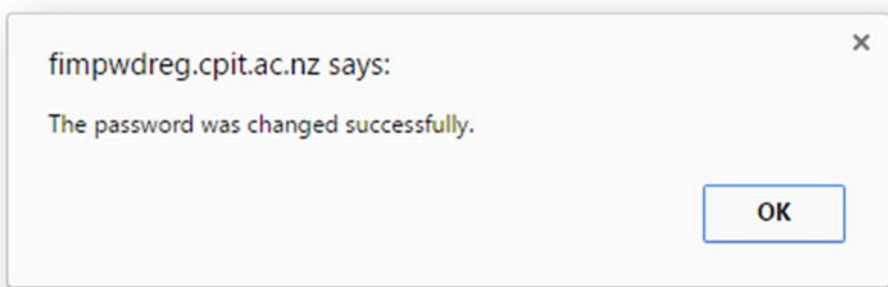 fimpwdreg.cpit.ac.nz says:
The password was changed successfully.
OK